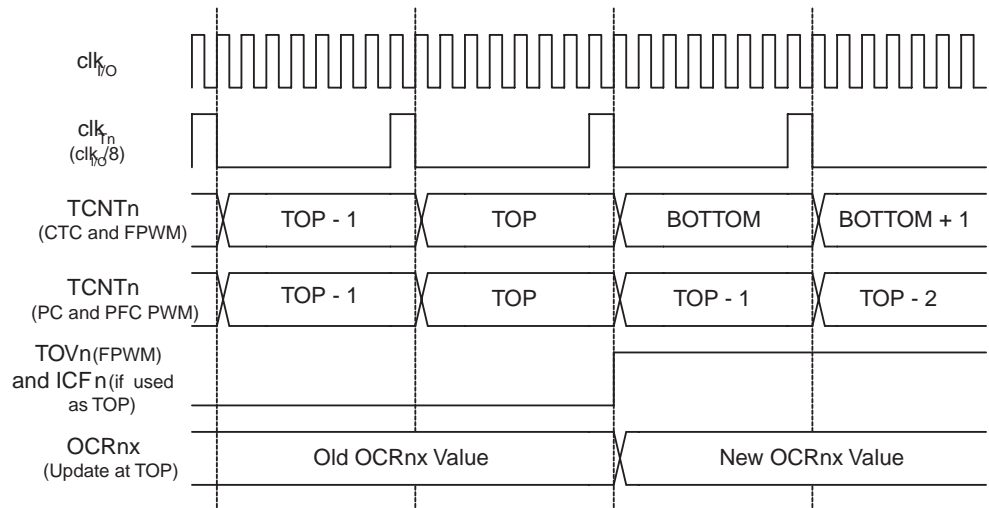 clkI/O
clkTn
(clkI/O/8)
TCNTn
(CTC and FPWM)
TOP - 1
TOP
BOTTOM
BOTTOM + 1
TCNTn
(PC and PFC PWM)
TOP - 1
TOP
TOP - 1
TOP - 2
TOVn(FPWM)
and ICFn(if used
as TOP)
OCRnx
(Update at TOP)
Old OCRnx Value
New OCRnx Value